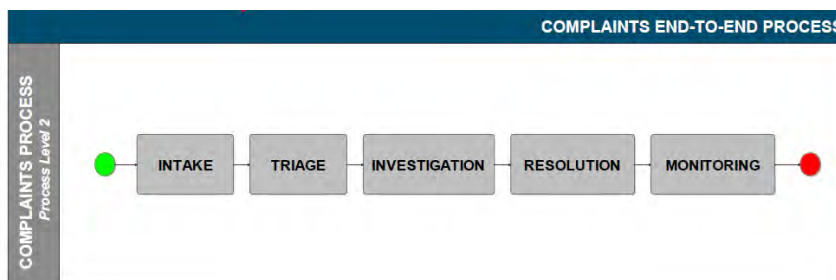 COMPLAINTS END-TO-END PROCESS
COMPLAINTS PROCESS
Process Level 2
INTAKE
TRIAGE
INVESTIGATION
RESOLUTION
MONITORING